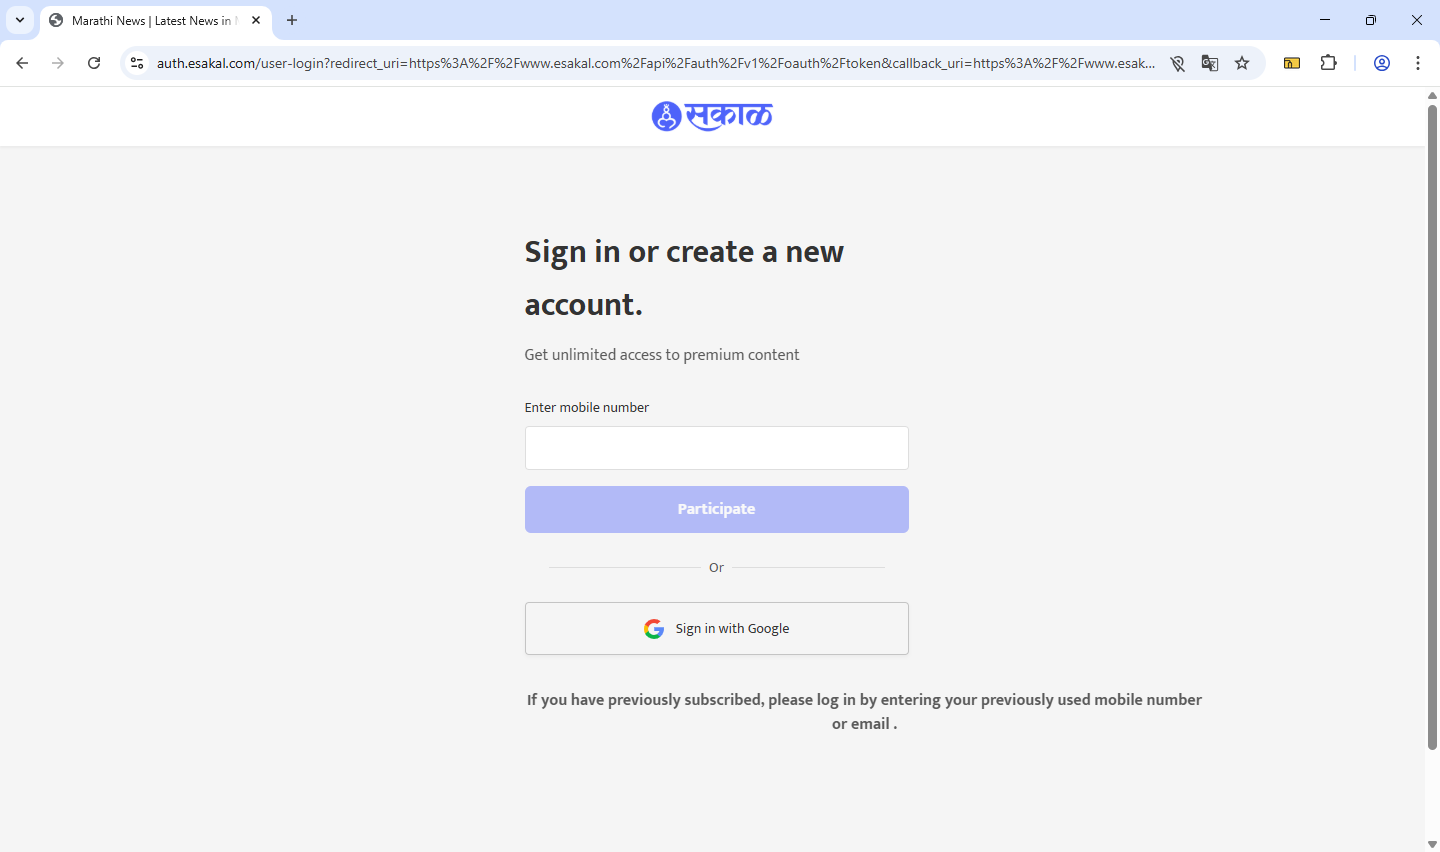 Marathi News | Latest News in
auth.esakal.com/user-login?redirect_uri=https%3A%2F%2Fwww.esakal.com%2Fapi%2Fauth%2Fv1%2Foauth%2Ftoken&callback_uri=https%3A%2F%2Fwww.esak...
सकाळ
Sign in or create a new
account.
Get unlimited access to premium content
Enter mobile number
Participate
Or
Sign in with Google
If you have previously subscribed, please log in by entering your previously used mobile number
or email .